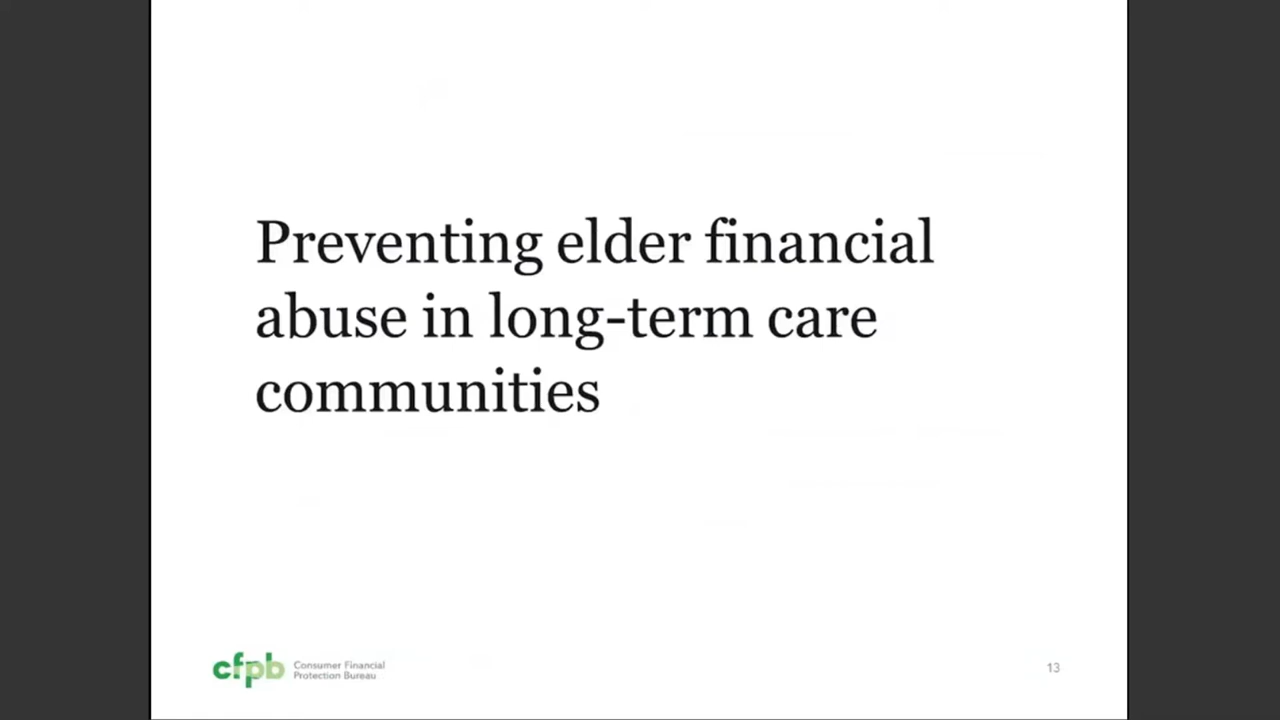 Preventing elder financial
abuse in long-term care
communities
cfpb
Consumer Financial
Protection Bureau
13